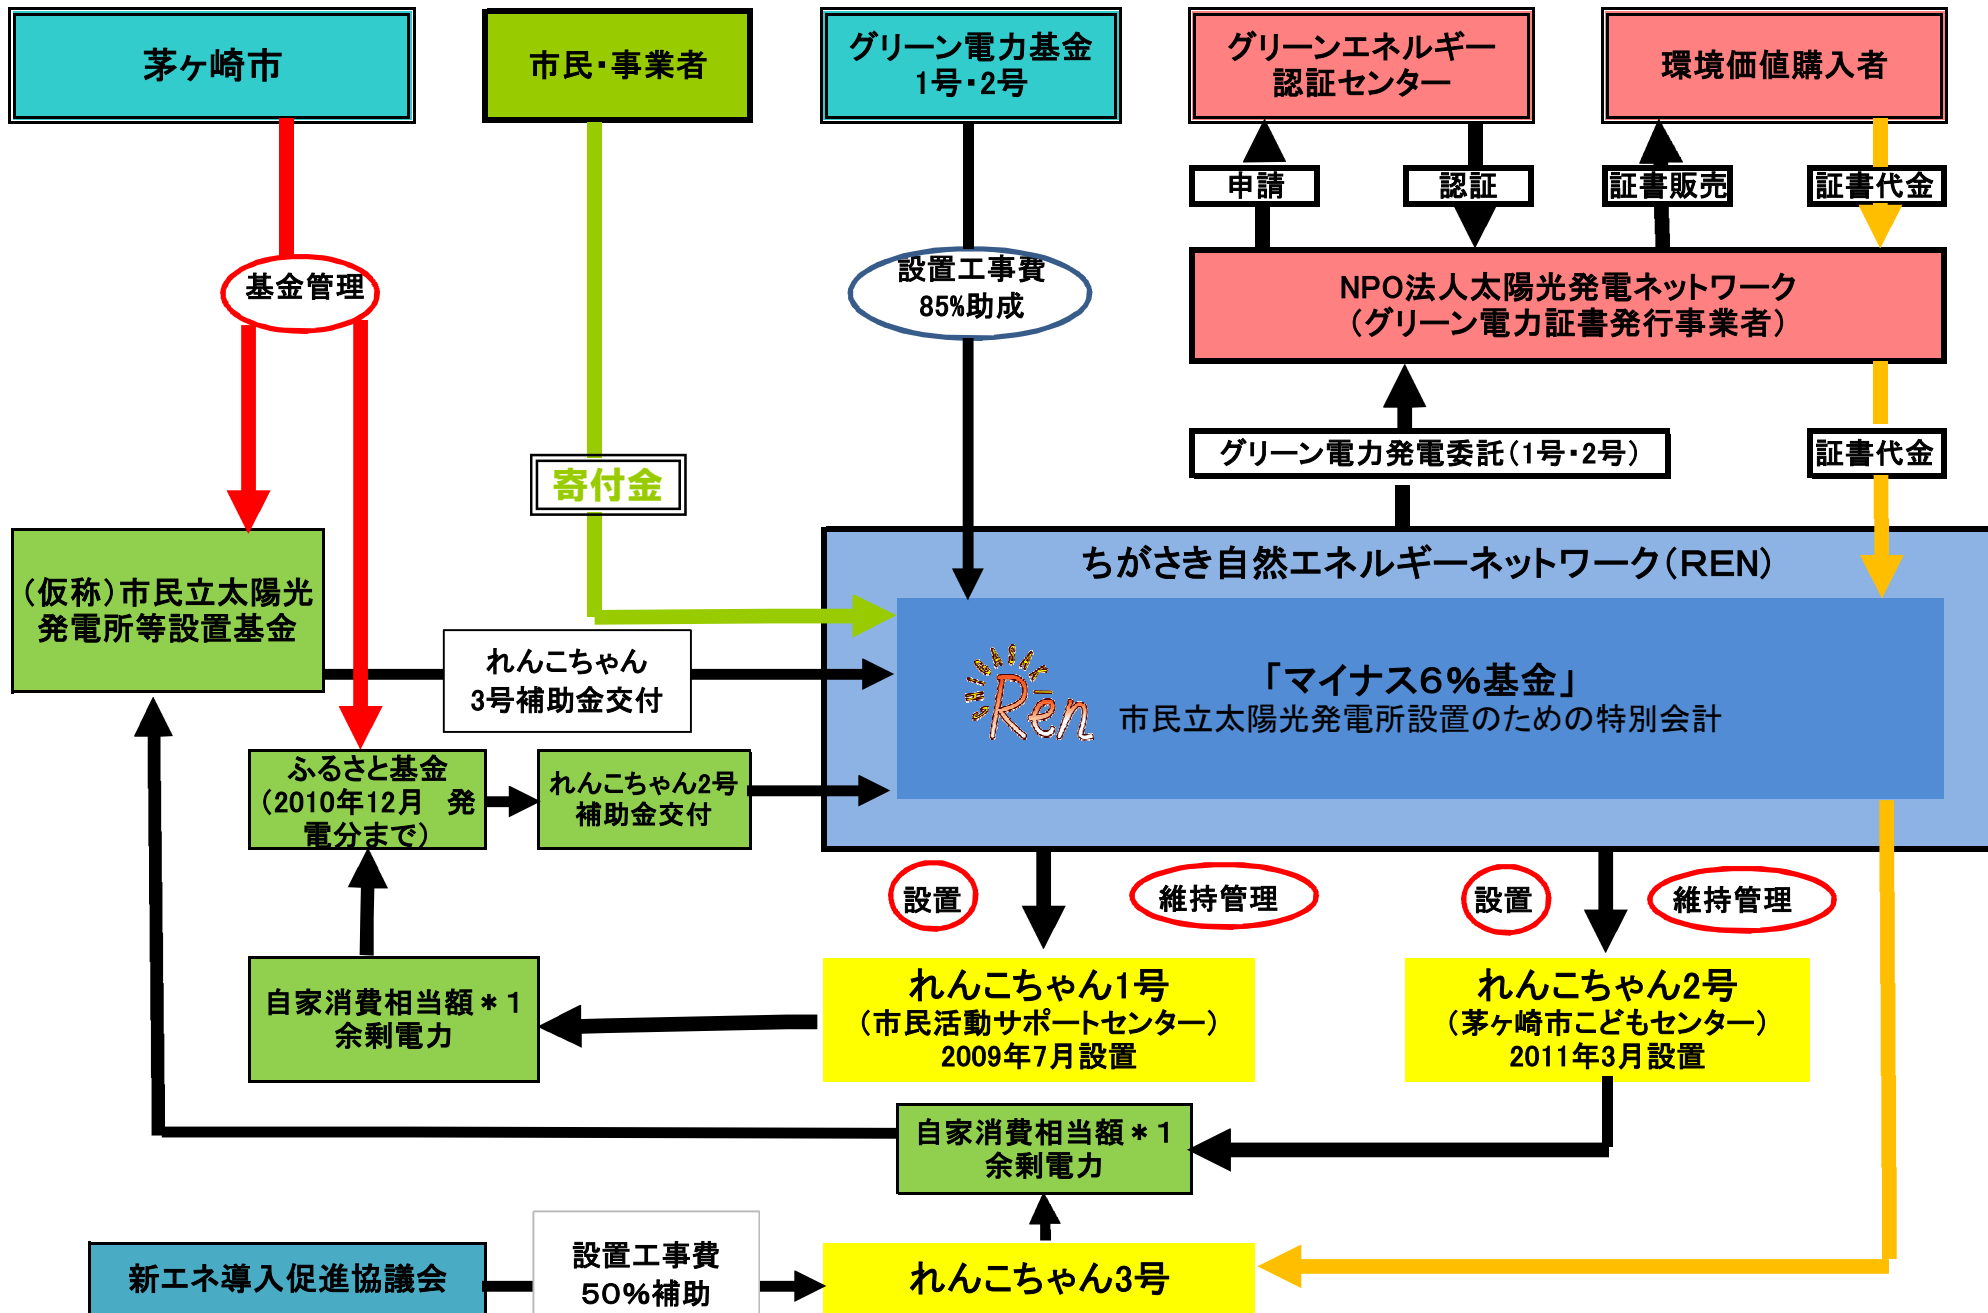 茅ヶ崎市
市民・事業者
グリーン電力基金
1号・2号
グリーンエネルギー
認証センター
環境価値購入者
申請
認証
証書販売
証書代金
基金管理
設置工事費
85%助成
NPO法人太陽光発電ネットワーク
（グリーン電力証書発行事業者）
グリーン電力発電委託（1号・2号）
証書代金
寄付金
（仮称）市民立太陽光
発電所等設置基金
ちがさき自然エネルギーネットワーク（REN）
れんこちゃん
3号補助金交付
CHIGASAKI
Ren
「マイナス6%基金」
市民立太陽光発電所設置のための特別会計
ふるさと基金
（2010年12月　発
電分まで）
れんこちゃん2号
補助金交付
設置
維持管理
設置
維持管理
自家消費相当額＊1
余剰電力
れんこちゃん1号
（市民活動サポートセンター）
2009年7月設置
れんこちゃん2号
（茅ヶ崎市こどもセンター）
2011年3月設置
自家消費相当額＊1
余剰電力
新エネ導入促進協議会
設置工事費
50%補助
れんこちゃん3号